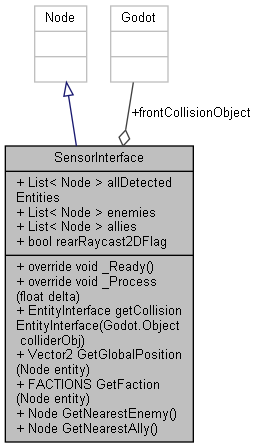 Node
Godot
+frontCollisionObject
SensorInterface
+ List< Node > allDetected
Entities
+ List< Node > enemies
+ List< Node > allies
+ bool rearRaycast2DFlag
+ override void _Ready()
+ override void _Process
(float delta)
+ EntityInterface getCollision
EntityInterface(Godot.Object
colliderObj)
+ Vector2 GetGlobalPosition
(Node entity)
+ FACTIONS GetFaction
(Node entity)
+ Node GetNearestEnemy()
+ Node GetNearestAlly()